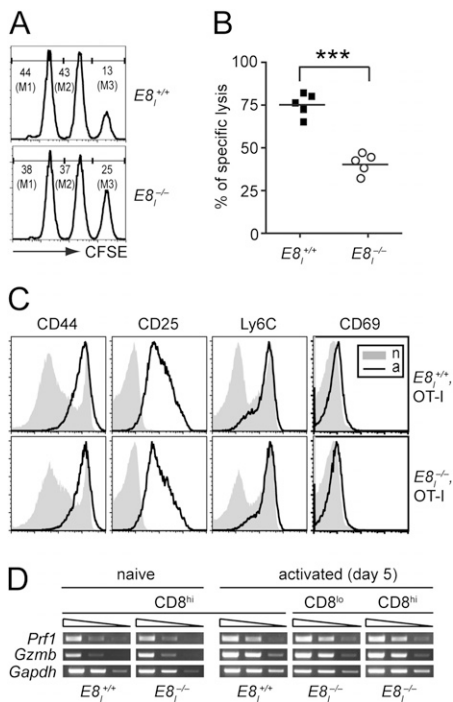 A
44 (M1) 43 (M2) 13 (M3)
E8I+/+
38 (M1) 37 (M2) 25 (M3)
E8I–/–
CFSE
B
% of specific lysis
100
75
50
25
0
***
E8I+/+ E8I–/–
C
CD44 CD25 Ly6C CD69
n
a
E8I+/+, OT-I
E8I–/–, OT-I
D
naive activated (day 5)
CD8hi CD8lo CD8hi
Prf1
Gzmb
Gapdh
E8I+/+ E8I–/– E8I+/+ E8I–/– E8I–/–